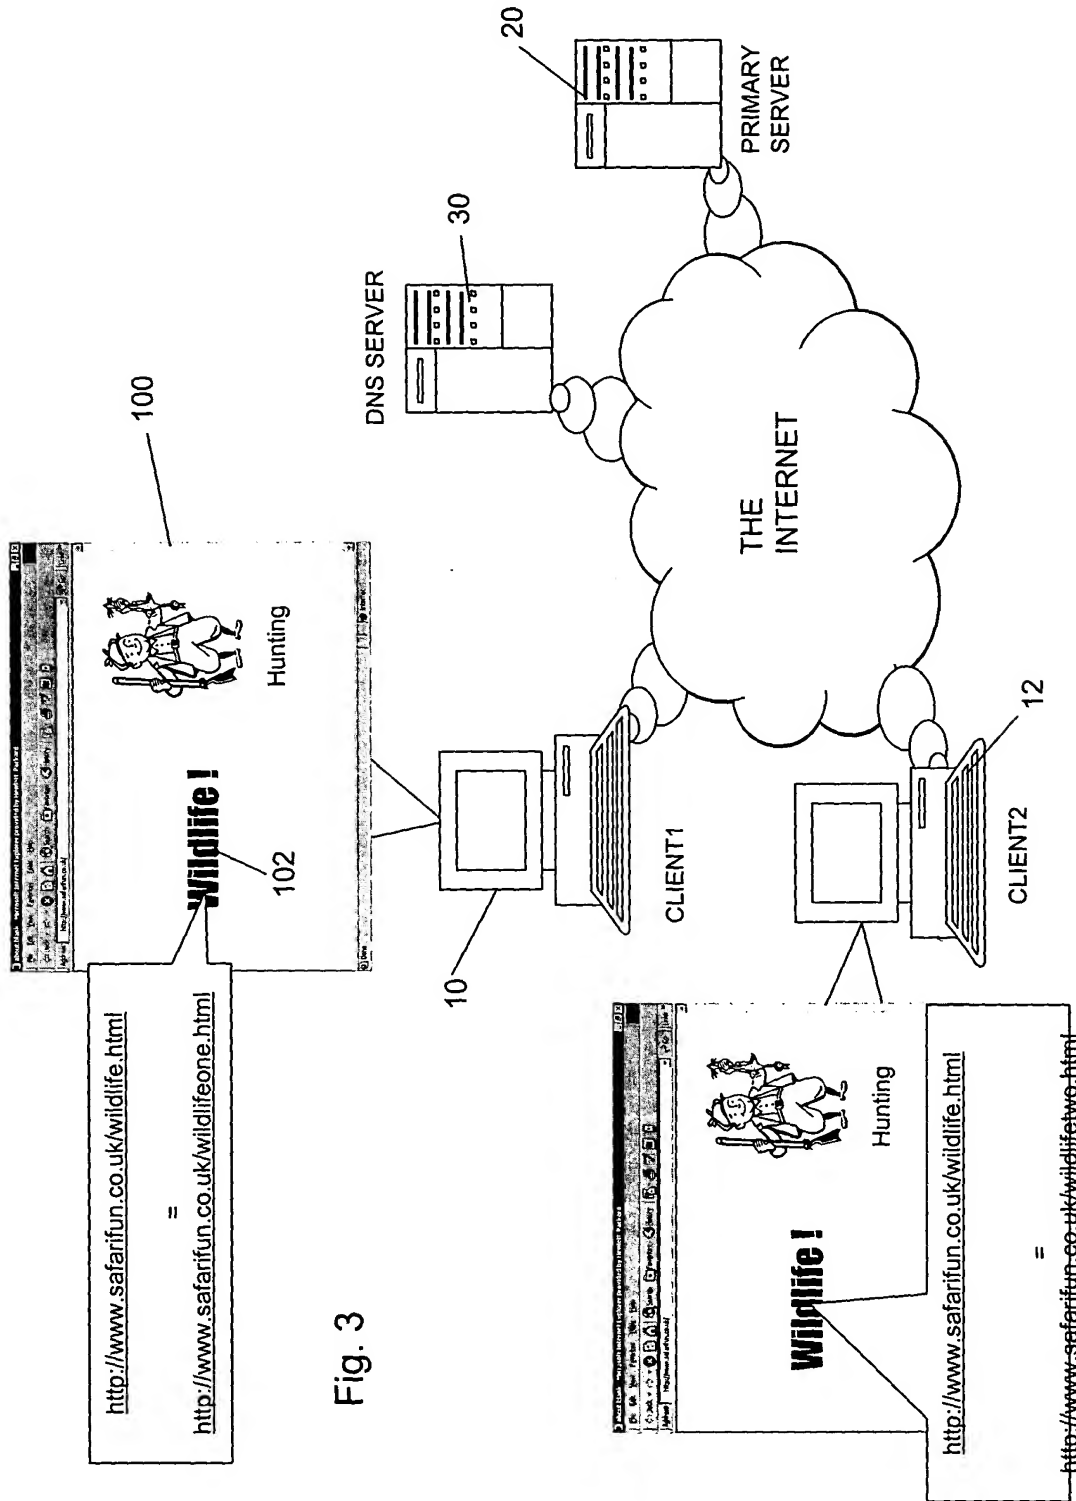 http://www.safarifun.co.uk/wildlife.html
=
http://www.safarifun.co.uk/wildlifeone.html
Wildlife !
102
Hunting
100
Fig. 3
10
CLIENT1
DNS SERVER
30
20
PRIMARY
SERVER
THE
INTERNET
12
CLIENT2
Wildlife !
Hunting
http://www.safarifun.co.uk/wildlife.html
=
http://www.safarifun.co.uk/wildlifetwo.html